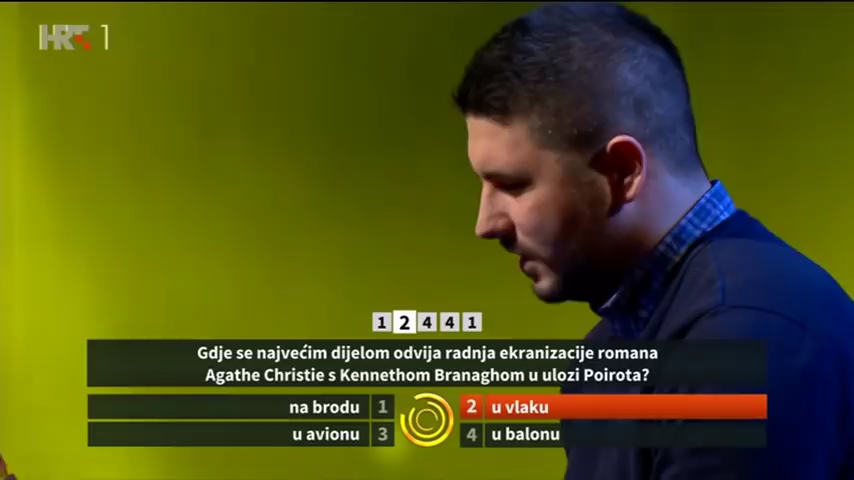 HRT 1
1 2 4 4 1
Gdje se najvećim dijelom odvija radnja ekranizacije romana
Agathe Christie s Kennethom Branaghom u ulozi Poirota?
na brodu 1
2 u vlaku
u avionu 3
4 u balonu